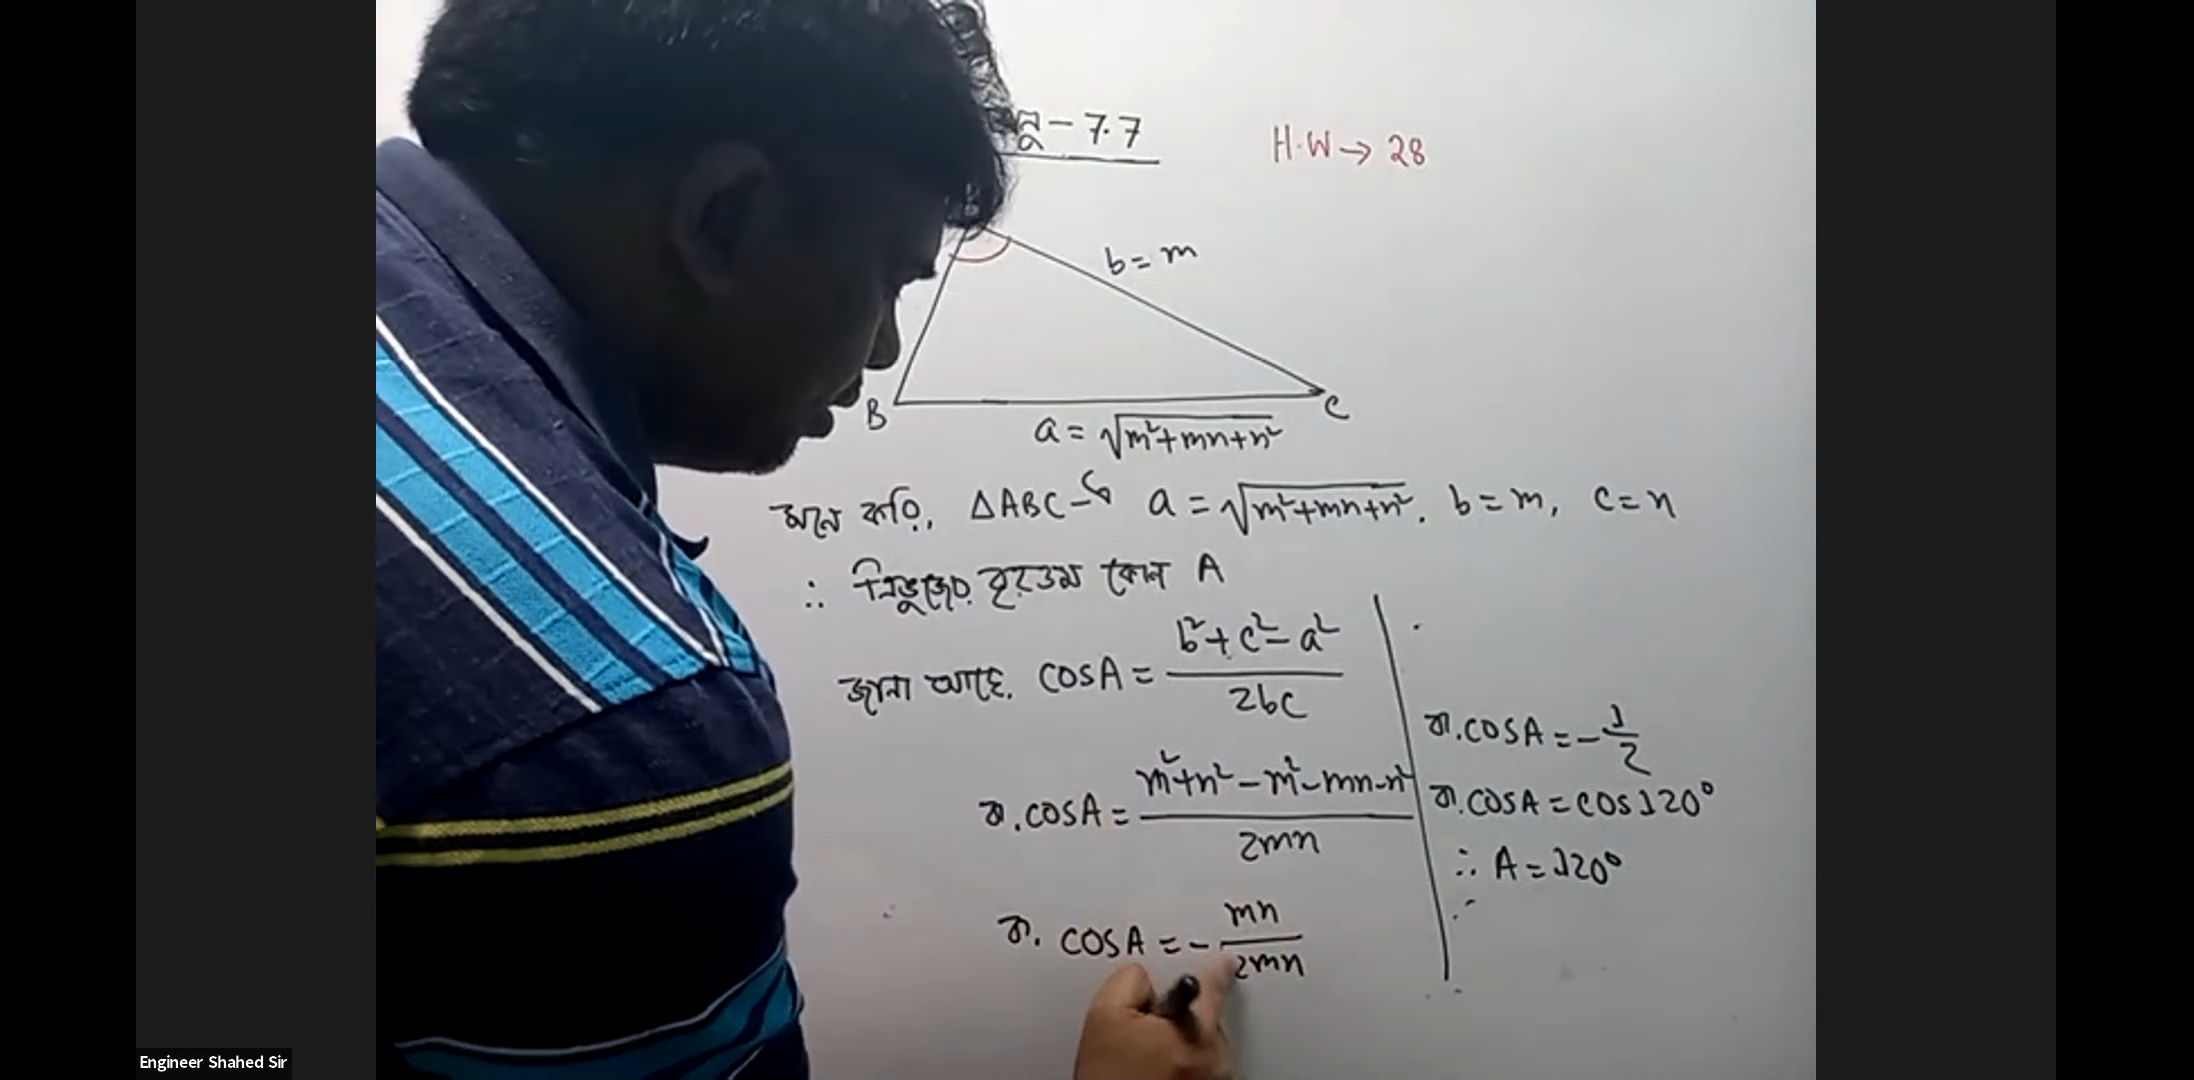 নু - 7.7
H.W → 28
b = m
B
C
a = √(m²+mn+n²)
মনে করি, △ABC-এ a = √(m²+mn+n²), b = m, c = n
∴ ত্রিভুজের বৃহত্তম কোণ A
জানা আছে, cosA = (b²+c²-a²)/2bc
বা, cosA = (m²+n²-m²-mn-n²)/2mn
বা, cosA = - mn/2mn
বা, cosA = - 1/2
বা, cosA = cos120°
∴ A = 120°
Engineer Shahed Sir